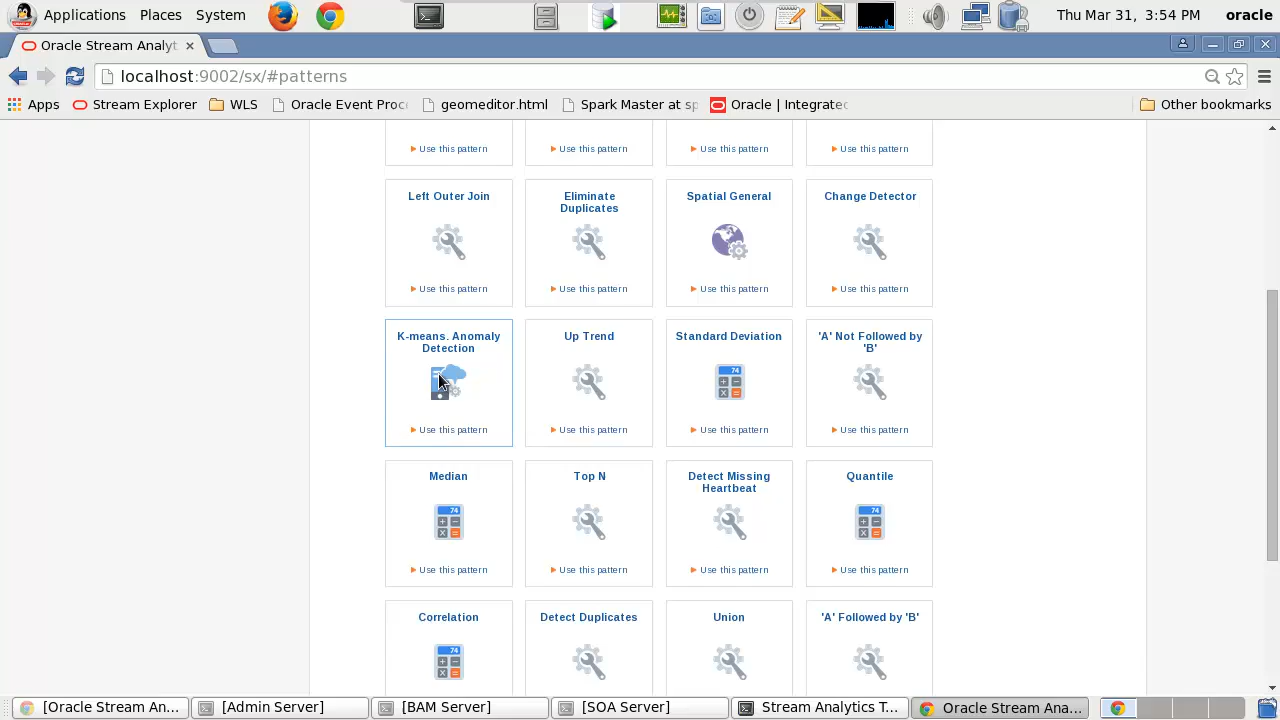 Applications Places System Thu Mar 31, 3:54 PM oracle
Oracle Stream Analyt
localhost:9002/sx/#patterns
Apps Stream Explorer WLS Oracle Event Proc geomeditor.html Spark Master at sp Oracle | Integrated Other bookmarks
Use this pattern Use this pattern Use this pattern Use this pattern
Left Outer Join
Eliminate
Duplicates
Spatial General
Change Detector
Use this pattern Use this pattern Use this pattern Use this pattern
K-means. Anomaly
Detection
Up Trend
Standard Deviation
'A' Not Followed by
'B'
74
Use this pattern Use this pattern Use this pattern Use this pattern
Median
Top N
Detect Missing
Heartbeat
Quantile
74
74
Use this pattern Use this pattern Use this pattern Use this pattern
Correlation
Detect Duplicates
Union
'A' Followed by 'B'
74
[Oracle Stream An... [Admin Server] [BAM Server] [SOA Server] Stream Analytics T... Oracle Stream Ana...